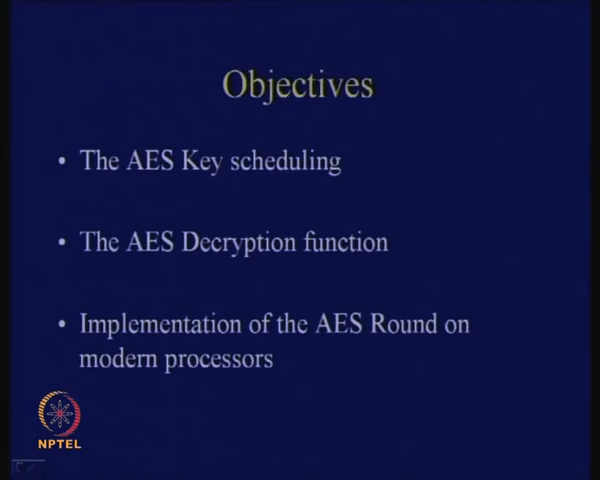 Objectives
• The AES Key scheduling
• The AES Decryption function
• Implementation of the AES Round on
modern processors
NPTEL